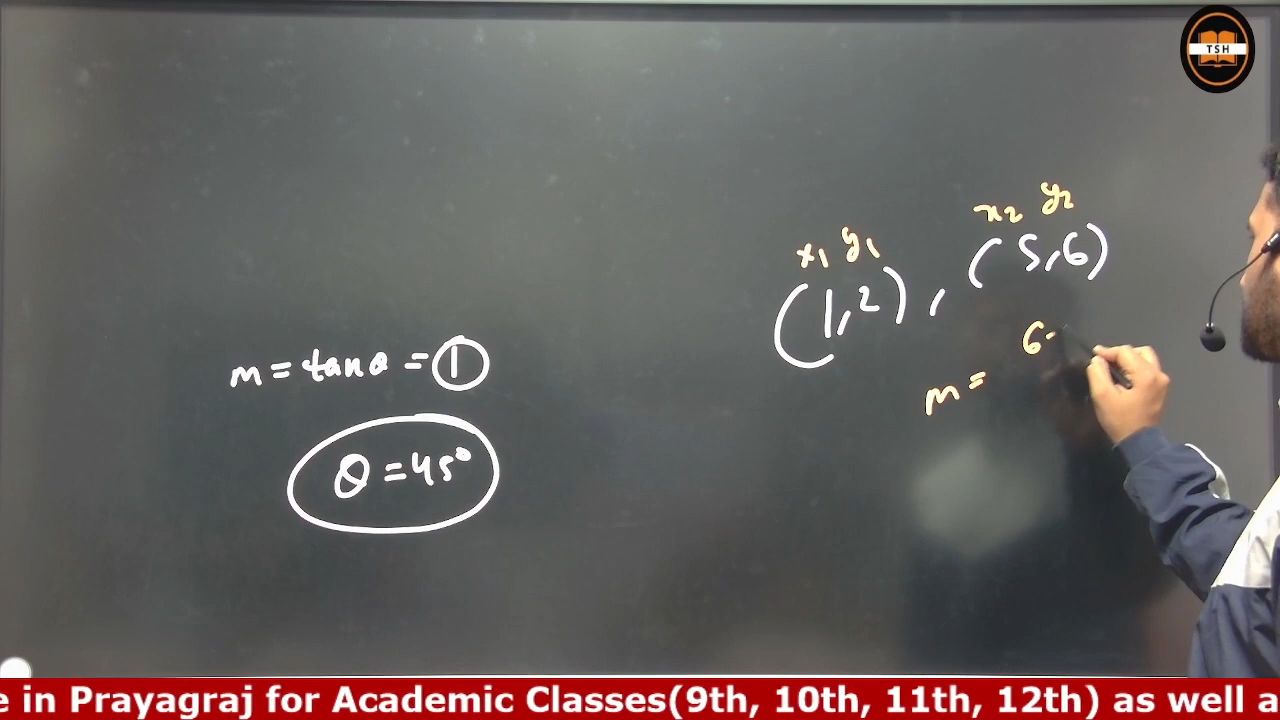 TSH
x₁ y₁
x₂ y₂
(1,2) , (5,6)
m = 6-
m = tanθ = 1
θ = 45°
e in Prayagraj for Academic Classes(9th, 10th, 11th, 12th) as well a